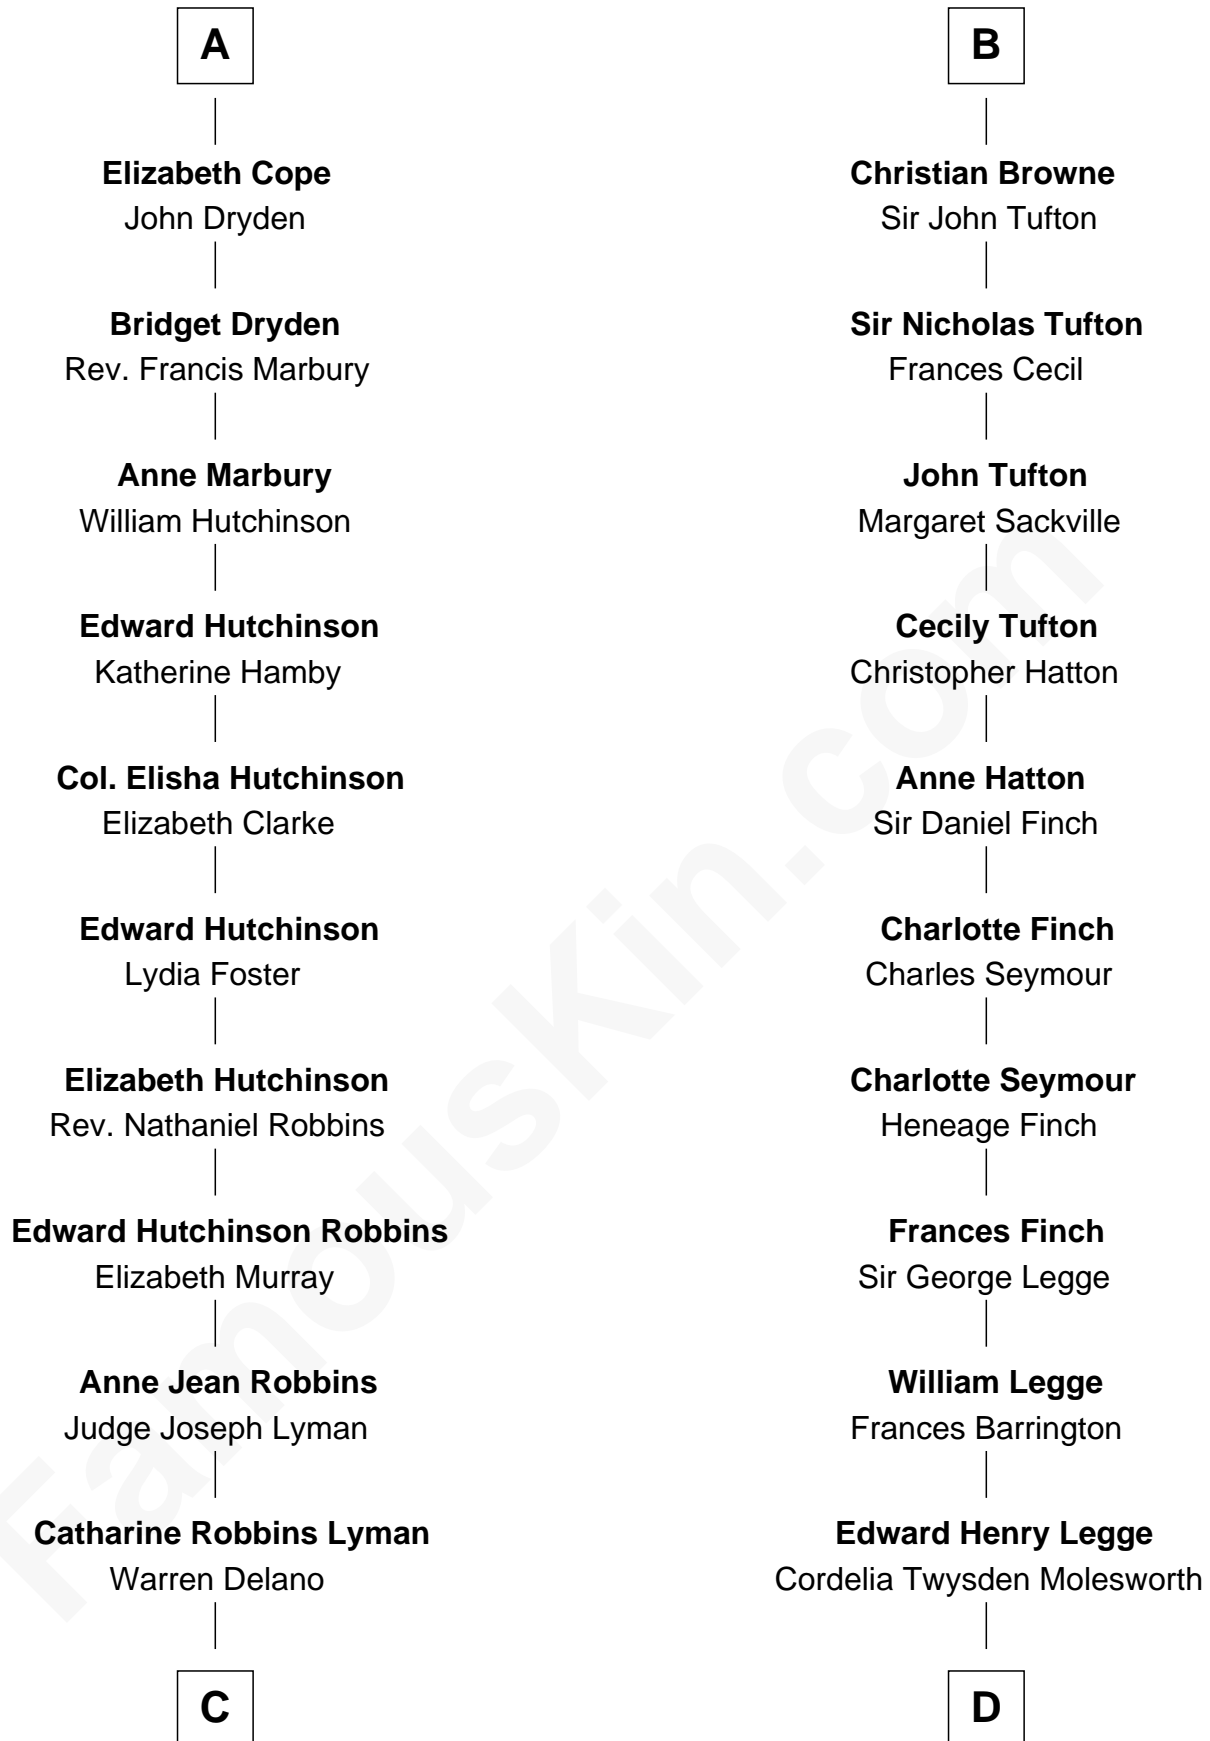 A
Elizabeth Cope
John Dryden
Bridget Dryden
Rev. Francis Marbury
Anne Marbury
William Hutchinson
Edward Hutchinson
Katherine Hamby
Col. Elisha Hutchinson
Elizabeth Clarke
Edward Hutchinson
Lydia Foster
Elizabeth Hutchinson
Rev. Nathaniel Robbins
Edward Hutchinson Robbins
Elizabeth Murray
Anne Jean Robbins
Judge Joseph Lyman
Catharine Robbins Lyman
Warren Delano
C
B
Christian Browne
Sir John Tufton
Sir Nicholas Tufton
Frances Cecil
John Tufton
Margaret Sackville
Cecily Tufton
Christopher Hatton
Anne Hatton
Sir Daniel Finch
Charlotte Finch
Charles Seymour
Charlotte Seymour
Heneage Finch
Frances Finch
Sir George Legge
William Legge
Frances Barrington
Edward Henry Legge
Cordelia Twysden Molesworth
D
FamousKin.com